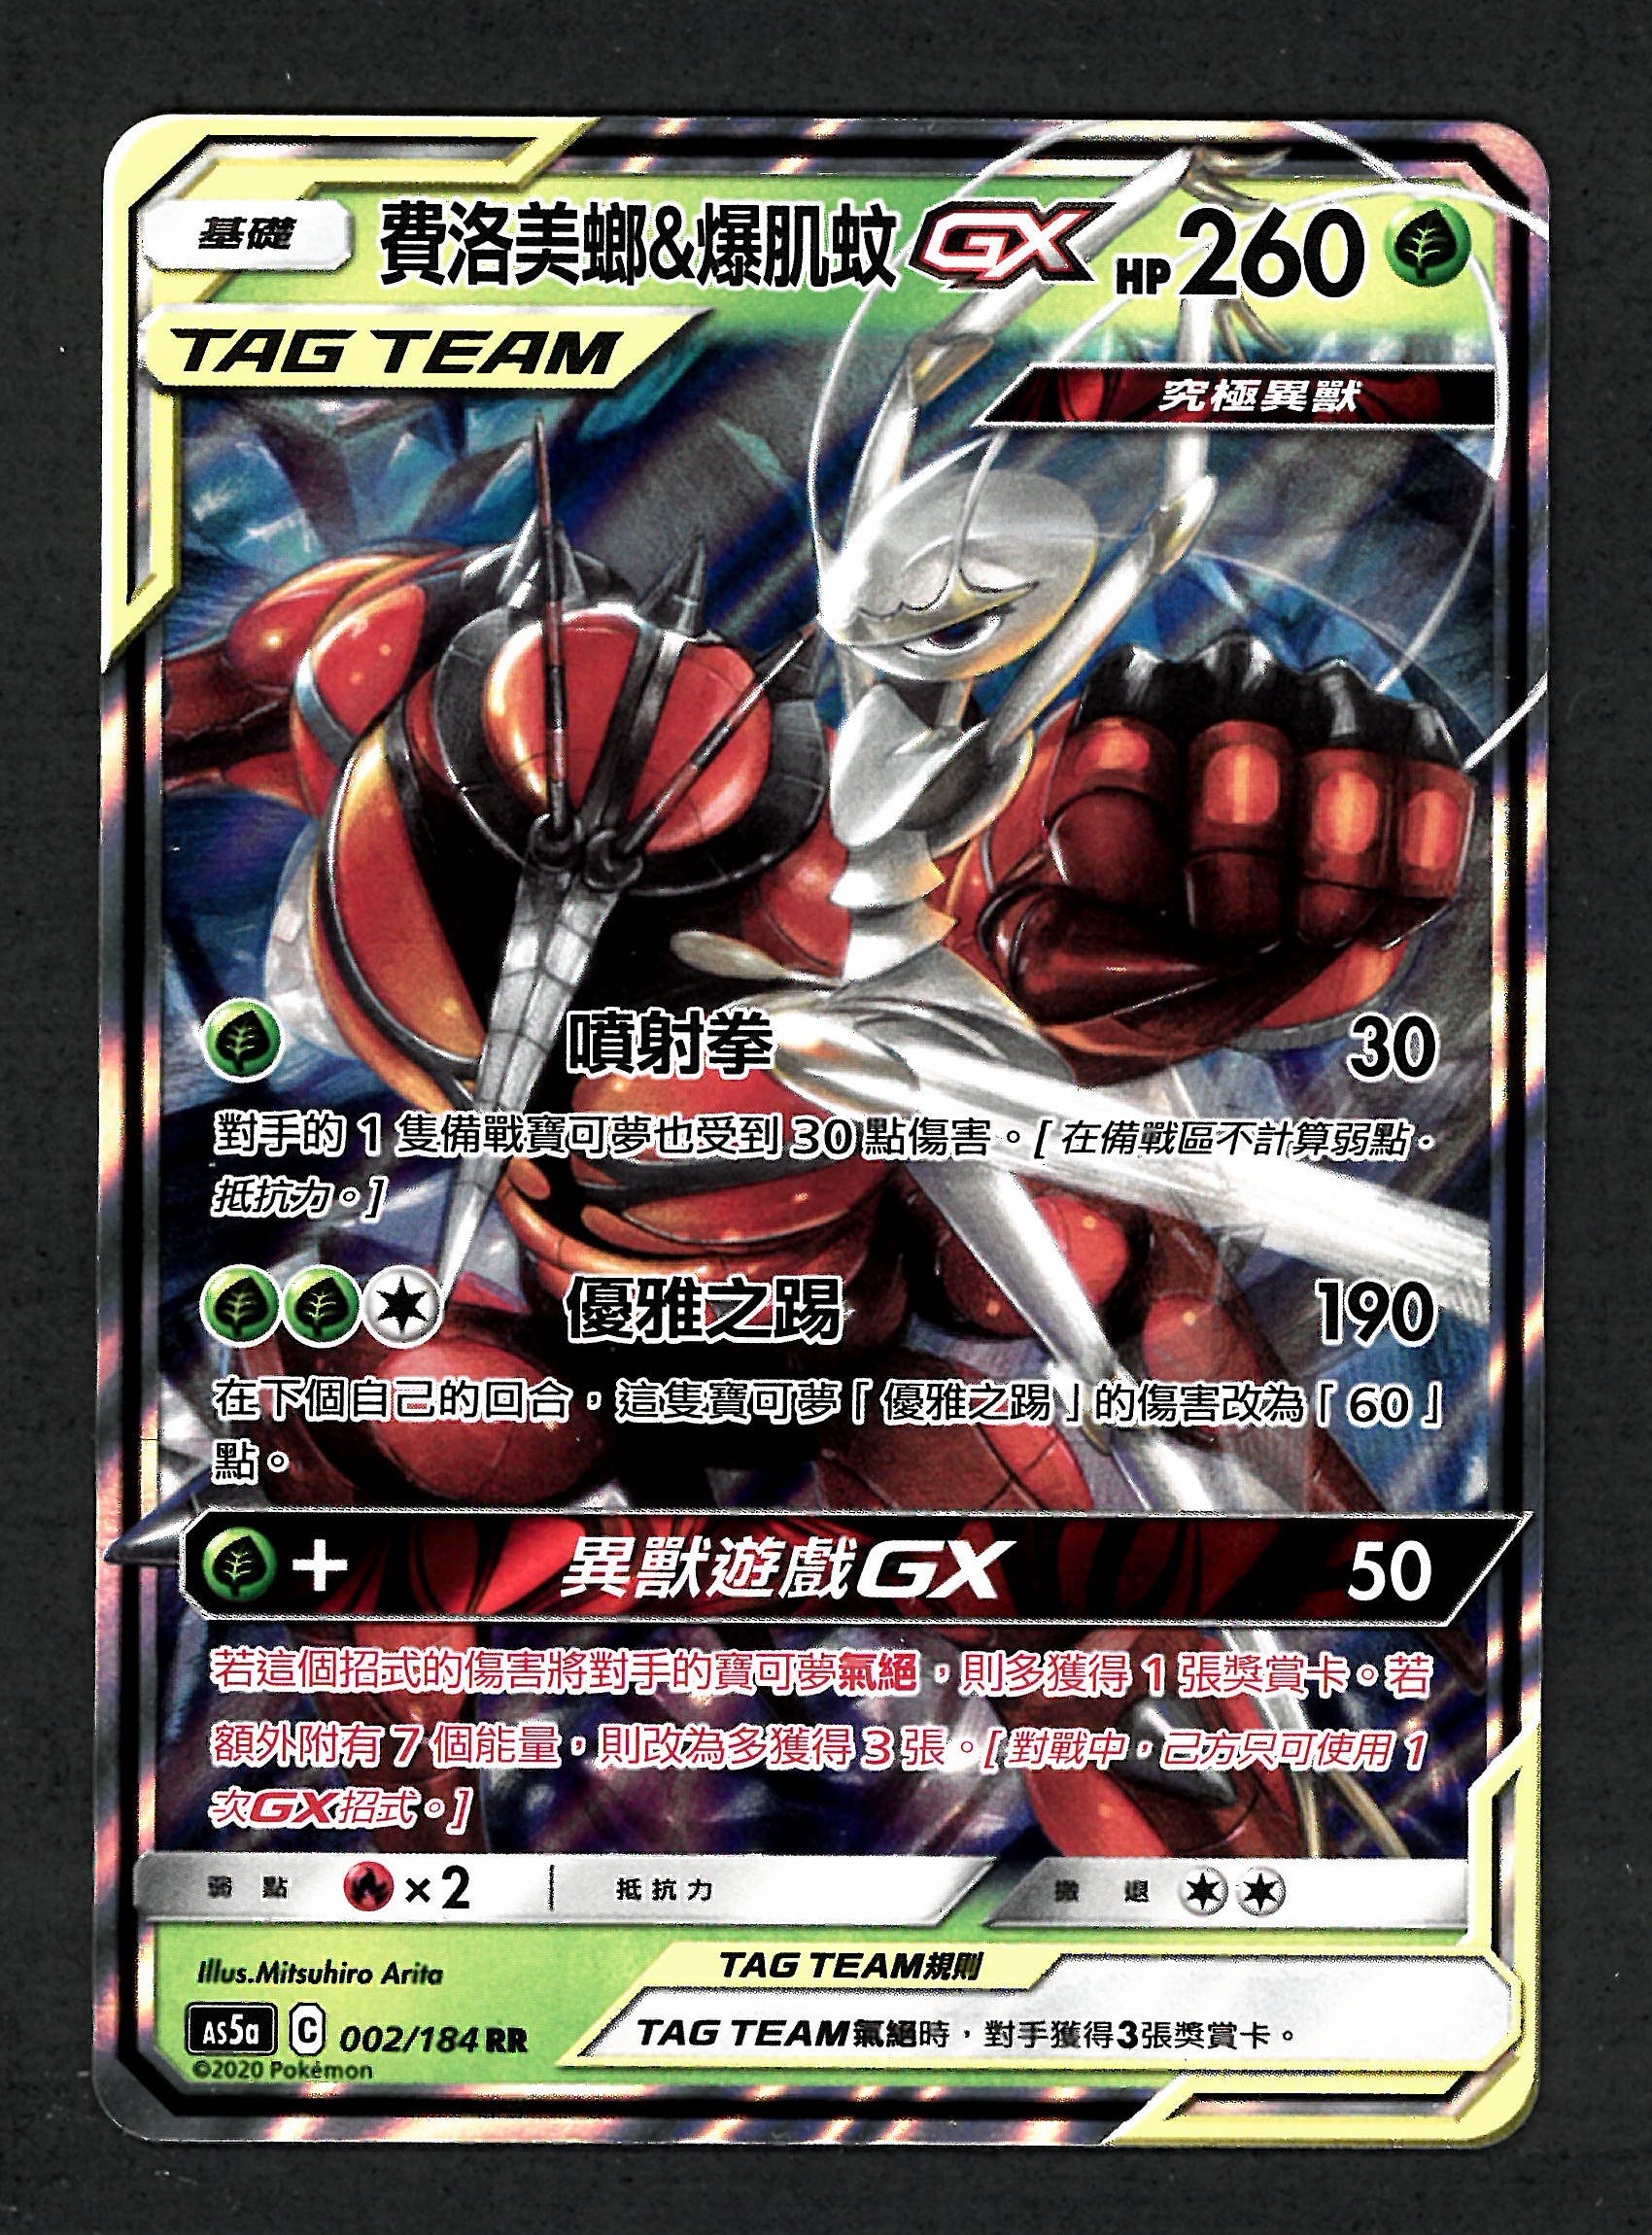 基礎 費洛美螂&爆肌蚊GX HP260
TAG TEAM
究極異獸
噴射拳 30
對手的1隻備戰寶可夢也受到30點傷害。[在備戰區不計算弱點・
抵抗力。]
優雅之踢 190
在下個自己的回合,這隻寶可夢「優雅之踢」的傷害改為「60」
點。
+ 異獸遊戲GX 50
若這個招式的傷害將對手的寶可夢氣絕,則多獲得1張獎賞卡。若
額外附有7個能量,則改為多獲得3張。[對戰中,己方只可使用1
次GX招式。]
弱點 ×2 抵抗力 撤退
Illus.Mitsuhiro Arita
TAG TEAM規則
AS5a C 002/184 RR
TAG TEAM氣絕時,對手獲得3張獎賞卡。
©2020 Pokémon